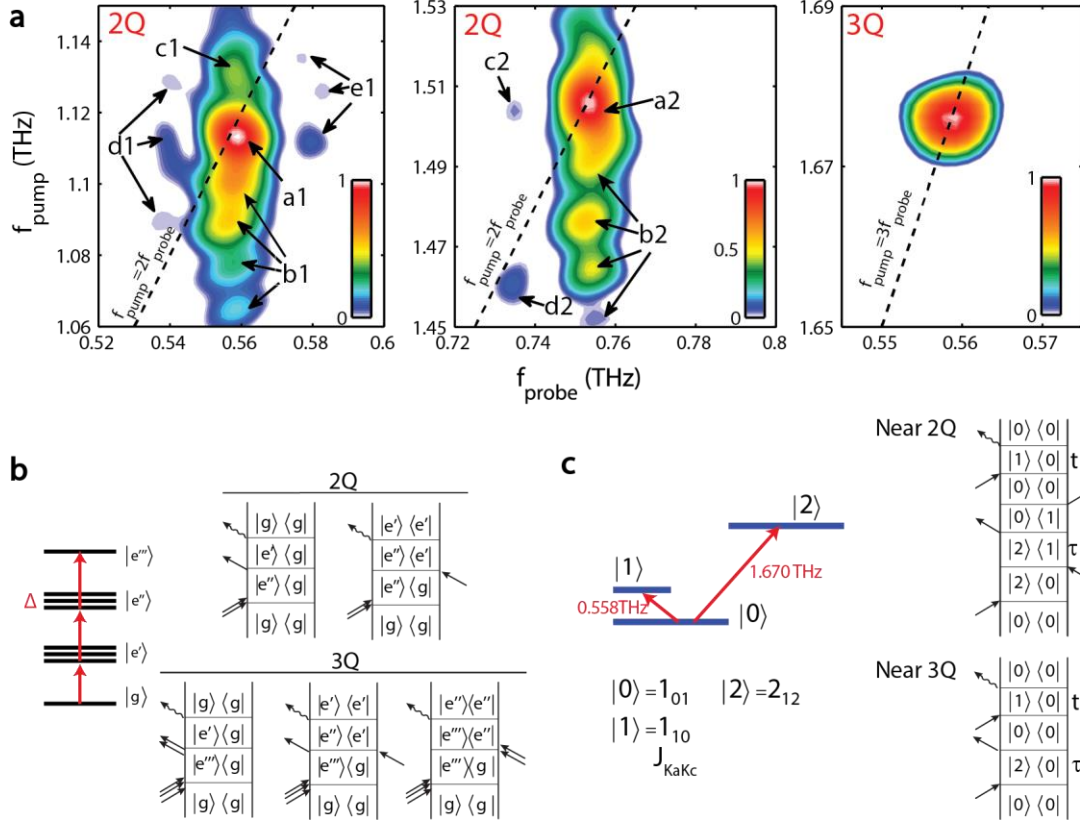 a
2Q
2Q
3Q
1.14
1.12
1.1
1.08
1.06
f_pump (THz)
c1
e1
d1
a1
b1
f_pump=2f_probe
1
0
0.52
0.54
0.56
0.58
0.6
1.53
1.51
1.49
1.47
1.45
c2
a2
b2
d2
f_pump=2f_probe
1
0.5
0
0.72
0.74
0.76
0.78
0.8
1.69
1.67
1.65
f_pump=3f_probe
1
0
0.55
0.56
0.57
f_probe (THz)
b
Δ
|e'''⟩
|e''⟩
|e'⟩
|g⟩
2Q
|g⟩ ⟨g|
|e'⟩ ⟨g|
|e''⟩ ⟨g|
|g⟩ ⟨g|
|e'⟩ ⟨e'|
|e''⟩ ⟨e'|
|e''⟩ ⟨g|
|g⟩ ⟨g|
3Q
|g⟩ ⟨g|
|e'⟩ ⟨g|
|e'''⟩ ⟨g|
|g⟩ ⟨g|
|e'⟩ ⟨e'|
|e''⟩ ⟨e'|
|e'''⟩ ⟨g|
|g⟩ ⟨g|
|e''⟩⟨e''|
|e'''⟩⟨e''|
|e'''⟩⟨g|
|g⟩ ⟨g|
c
|2⟩
|1⟩
1.670 THz
0.558THz
|0⟩
|0⟩ =1₀₁
|2⟩ =2₁₂
|1⟩ =1₁₀
J_KaKc
Near 2Q
|0⟩ ⟨0|
|1⟩ ⟨0| t
|0⟩ ⟨0|
|0⟩ ⟨1|
|2⟩ ⟨1| τ
|2⟩ ⟨0|
|0⟩ ⟨0|
Near 3Q
|0⟩ ⟨0|
|1⟩ ⟨0| t
|0⟩ ⟨0|
|2⟩ ⟨0| τ
|0⟩ ⟨0|